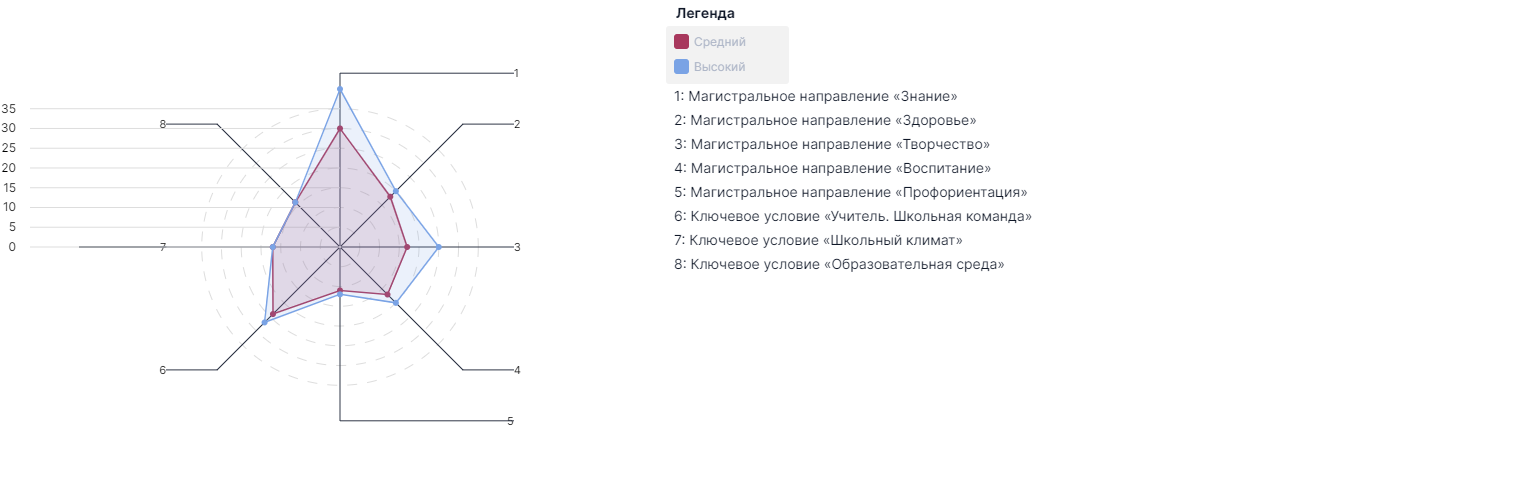 Легенда
Средний
Высокий
1: Магистральное направление «Знание»
2: Магистральное направление «Здоровье»
3: Магистральное направление «Творчество»
4: Магистральное направление «Воспитание»
5: Магистральное направление «Профориентация»
6: Ключевое условие «Учитель. Школьная команда»
7: Ключевое условие «Школьный климат»
8: Ключевое условие «Образовательная среда»
1
2
3
4
5
6
7
8
35
30
25
20
15
10
5
0